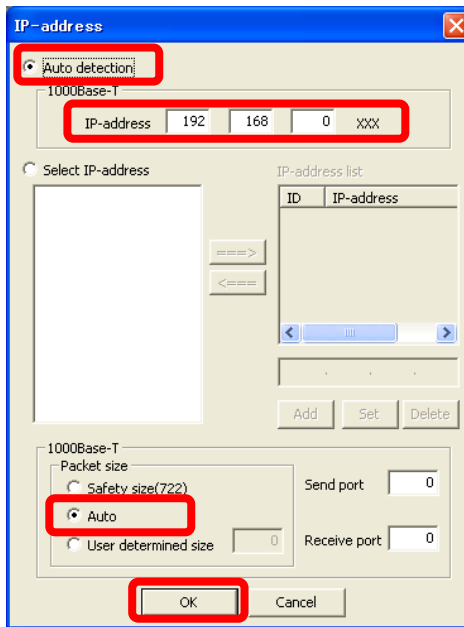 IP-address
Auto detection
1000Base-T
IP-address 192 168 0 xxx
Select IP-address
IP-address list
ID IP-address
===>
<===
. . .
Add Set Delete
1000Base-T
Packet size
Safety size(722)
Send port 0
Auto
User determined size 0
Receive port 0
OK Cancel